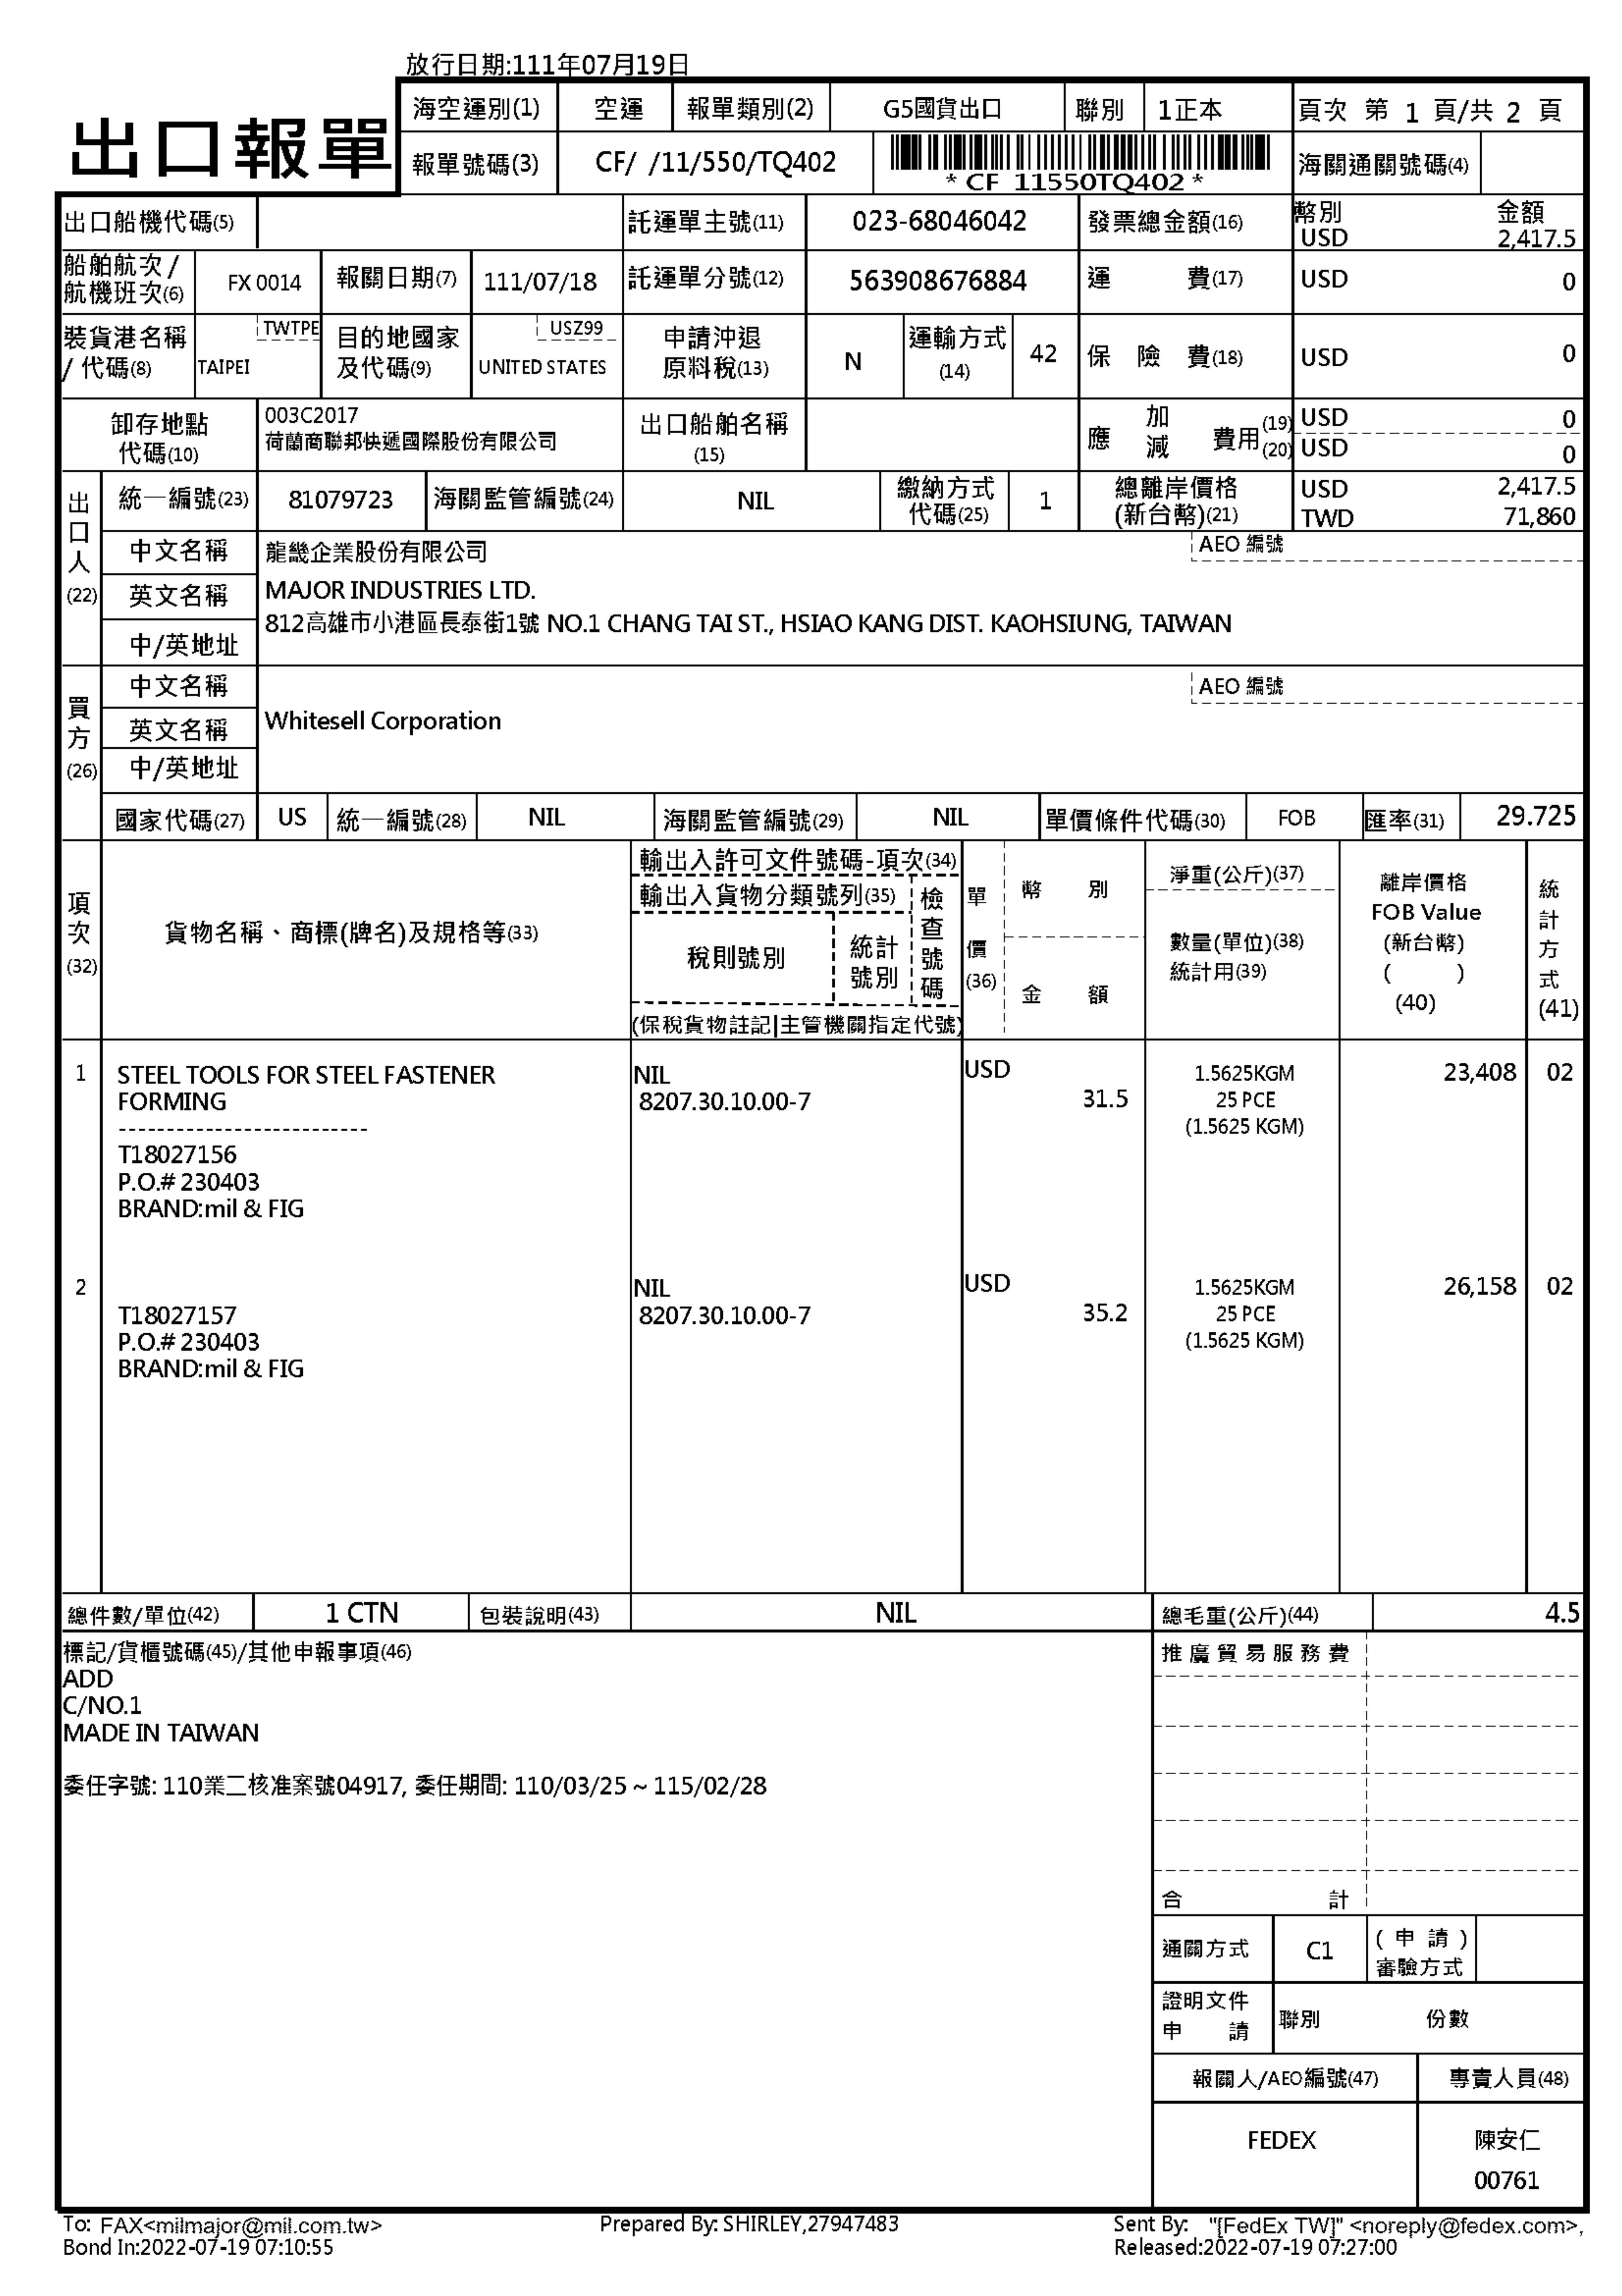 放行日期:111年07月19日
出口報單
海空運別(1) 空運 報單類別(2) G5國貨出口 聯別 1正本 頁次 第 1 頁/共 2 頁
報單號碼(3) CF/ /11/550/TQ402 * CF 11550TQ402 * 海關通關號碼(4)
出口船機代碼(5) 託運單主號(11) 023-68046042 發票總金額(16) 幣別 金額
USD 2,417.5
船舶航次/
航機班次(6) FX 0014 報關日期(7) 111/07/18 託運單分號(12) 563908676884 運 費(17) USD 0
裝貨港名稱
/ 代碼(8) TWTPE
TAIPEI 目的地國家
及代碼(9) USZ99
UNITED STATES 申請沖退
原料稅(13) N 運輸方式
(14) 42 保 險 費(18) USD 0
卸存地點
代碼(10) 003C2017
荷蘭商聯邦快遞國際股份有限公司 出口船舶名稱
(15) 應 加
減 費用 (19) USD 0
(20) USD 0
出口人
(22) 統一編號(23) 81079723 海關監管編號(24) NIL 繳納方式
代碼(25) 1 總離岸價格
(新台幣)(21) USD 2,417.5
TWD 71,860
中文名稱 龍畿企業股份有限公司 AEO 編號
英文名稱 MAJOR INDUSTRIES LTD.
中/英地址 812高雄市小港區長泰街1號 NO.1 CHANG TAI ST., HSIAO KANG DIST. KAOHSIUNG, TAIWAN
買方
(26) 中文名稱 AEO 編號
英文名稱 Whitesell Corporation
中/英地址
國家代碼(27) US 統一編號(28) NIL 海關監管編號(29) NIL 單價條件代碼(30) FOB 匯率(31) 29.725
項次
(32) 貨物名稱、商標(牌名)及規格等(33)
輸出入許可文件號碼-項次(34)
輸出入貨物分類號列(35) 檢查號碼
稅則號別 統計號別
(保稅貨物註記|主管機關指定代號)
單價(36) 幣 別
金 額
淨重(公斤)(37)
數量(單位)(38)
統計用(39)
離岸價格
FOB Value
(新台幣)
( )
(40)
統計方式
(41)
1 STEEL TOOLS FOR STEEL FASTENER NIL USD 1.5625KGM 23,408 02
FORMING 8207.30.10.00-7 31.5 25 PCE
------------------------- (1.5625 KGM)
T18027156
P.O.# 230403
BRAND:mil & FIG
2 NIL USD 1.5625KGM 26,158 02
T18027157 8207.30.10.00-7 35.2 25 PCE
P.O.# 230403 (1.5625 KGM)
BRAND:mil & FIG
總件數/單位(42) 1 CTN 包裝說明(43) NIL 總毛重(公斤)(44) 4.5
標記/貨櫃號碼(45)/其他申報事項(46) 推廣貿易服務費
ADD
C/NO.1
MADE IN TAIWAN
委任字號: 110業二核准案號04917, 委任期間: 110/03/25 ~ 115/02/28
合 計
通關方式 C1 (申請)
審驗方式
證明文件
申 請 聯別 份數
報關人/AEO編號(47) 專責人員(48)
FEDEX 陳安仁
00761
To: FAX<milmajor@mil.com.tw> Prepared By: SHIRLEY,27947483 Sent By: "[FedEx TW]" <noreply@fedex.com>,
Bond In:2022-07-19 07:10:55 Released:2022-07-19 07:27:00